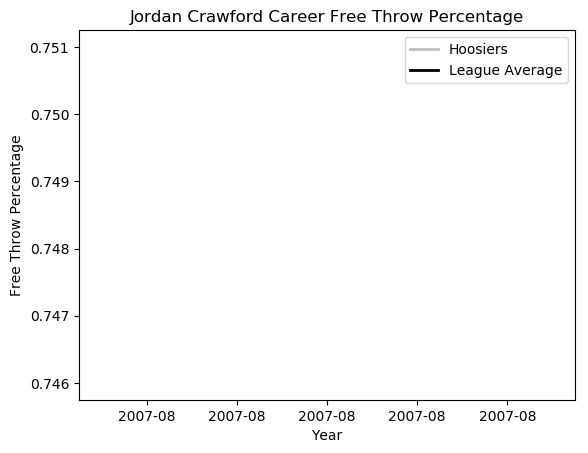 Jordan Crawford Career Free Throw Percentage
Hoosiers
League Average
0.751
0.750
0.749
0.748
0.747
0.746
Free Throw Percentage
2007-08 2007-08 2007-08 2007-08 2007-08
Year